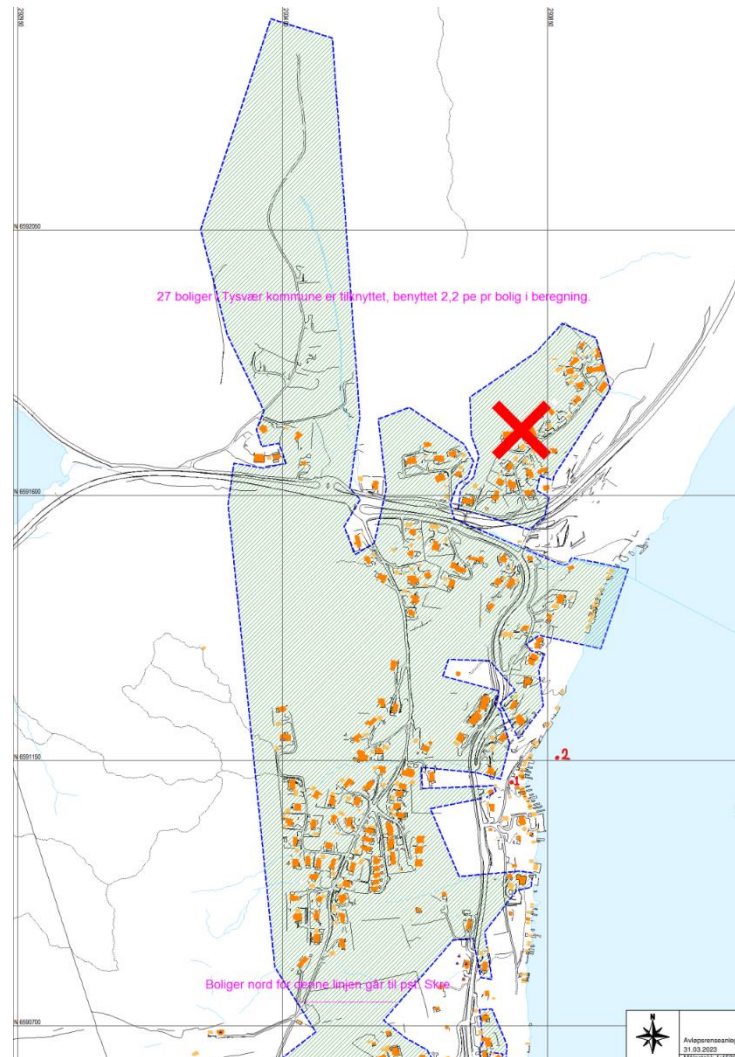 N 6592050
27 boliger i Tysvær kommune er tilknyttet, benyttet 2,2 pe pr bolig i beregning.
N 6591600
N 6591150
.2
.1
Boliger nord for denne linjen går til pst. Skre
N 6590700
N
31.03.2023